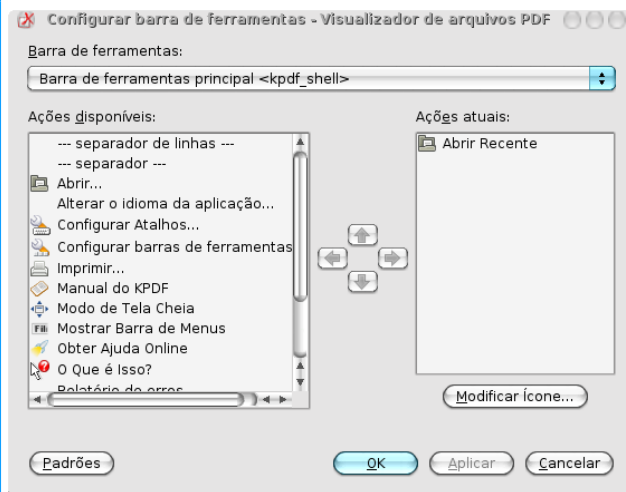 Configurar barra de ferramentas - Visualizador de arquivos PDF
Barra de ferramentas:
Barra de ferramentas principal <kpdf_shell>
Ações disponíveis:
--- separador de linhas ---
--- separador ---
Abrir...
Alterar o idioma da aplicação...
Configurar Atalhos...
Configurar barras de ferramentas
Imprimir...
Manual do KPDF
Modo de Tela Cheia
Mostrar Barra de Menus
Obter Ajuda Online
O Que é Isso?
Relatório de erros
Ações atuais:
Abrir Recente
Modificar Ícone...
Padrões
OK
Aplicar
Cancelar